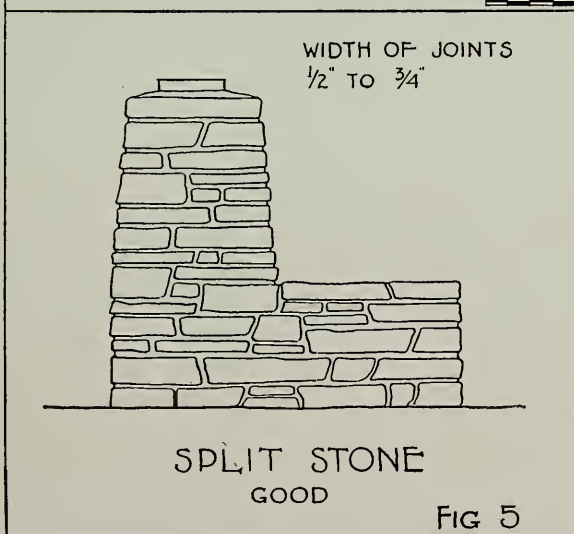 WIDTH OF JOINTS
1/2" TO 3/4"
SPLIT STONE
GOOD
FIG 5